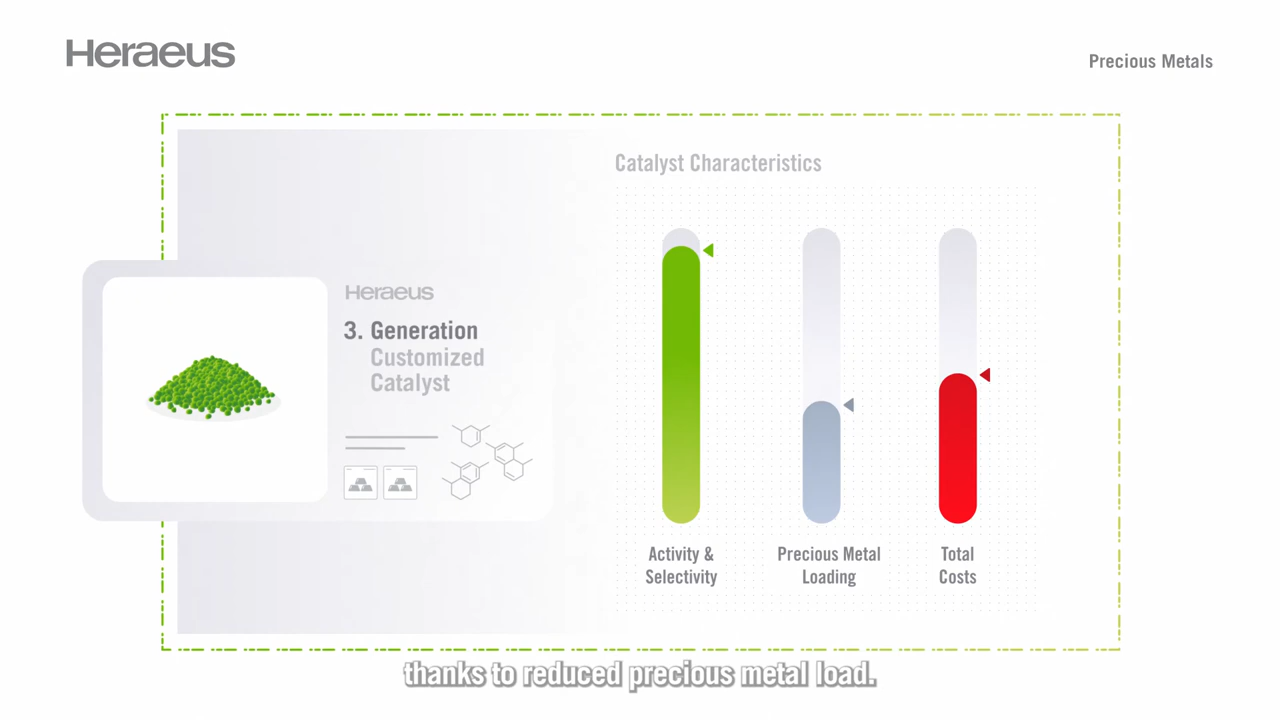 Heraeus
Precious Metals
Catalyst Characteristics
Heraeus
3. Generation
Customized
Catalyst
Activity &
Selectivity
Precious Metal
Loading
Total
Costs
thanks to reduced precious metal load.